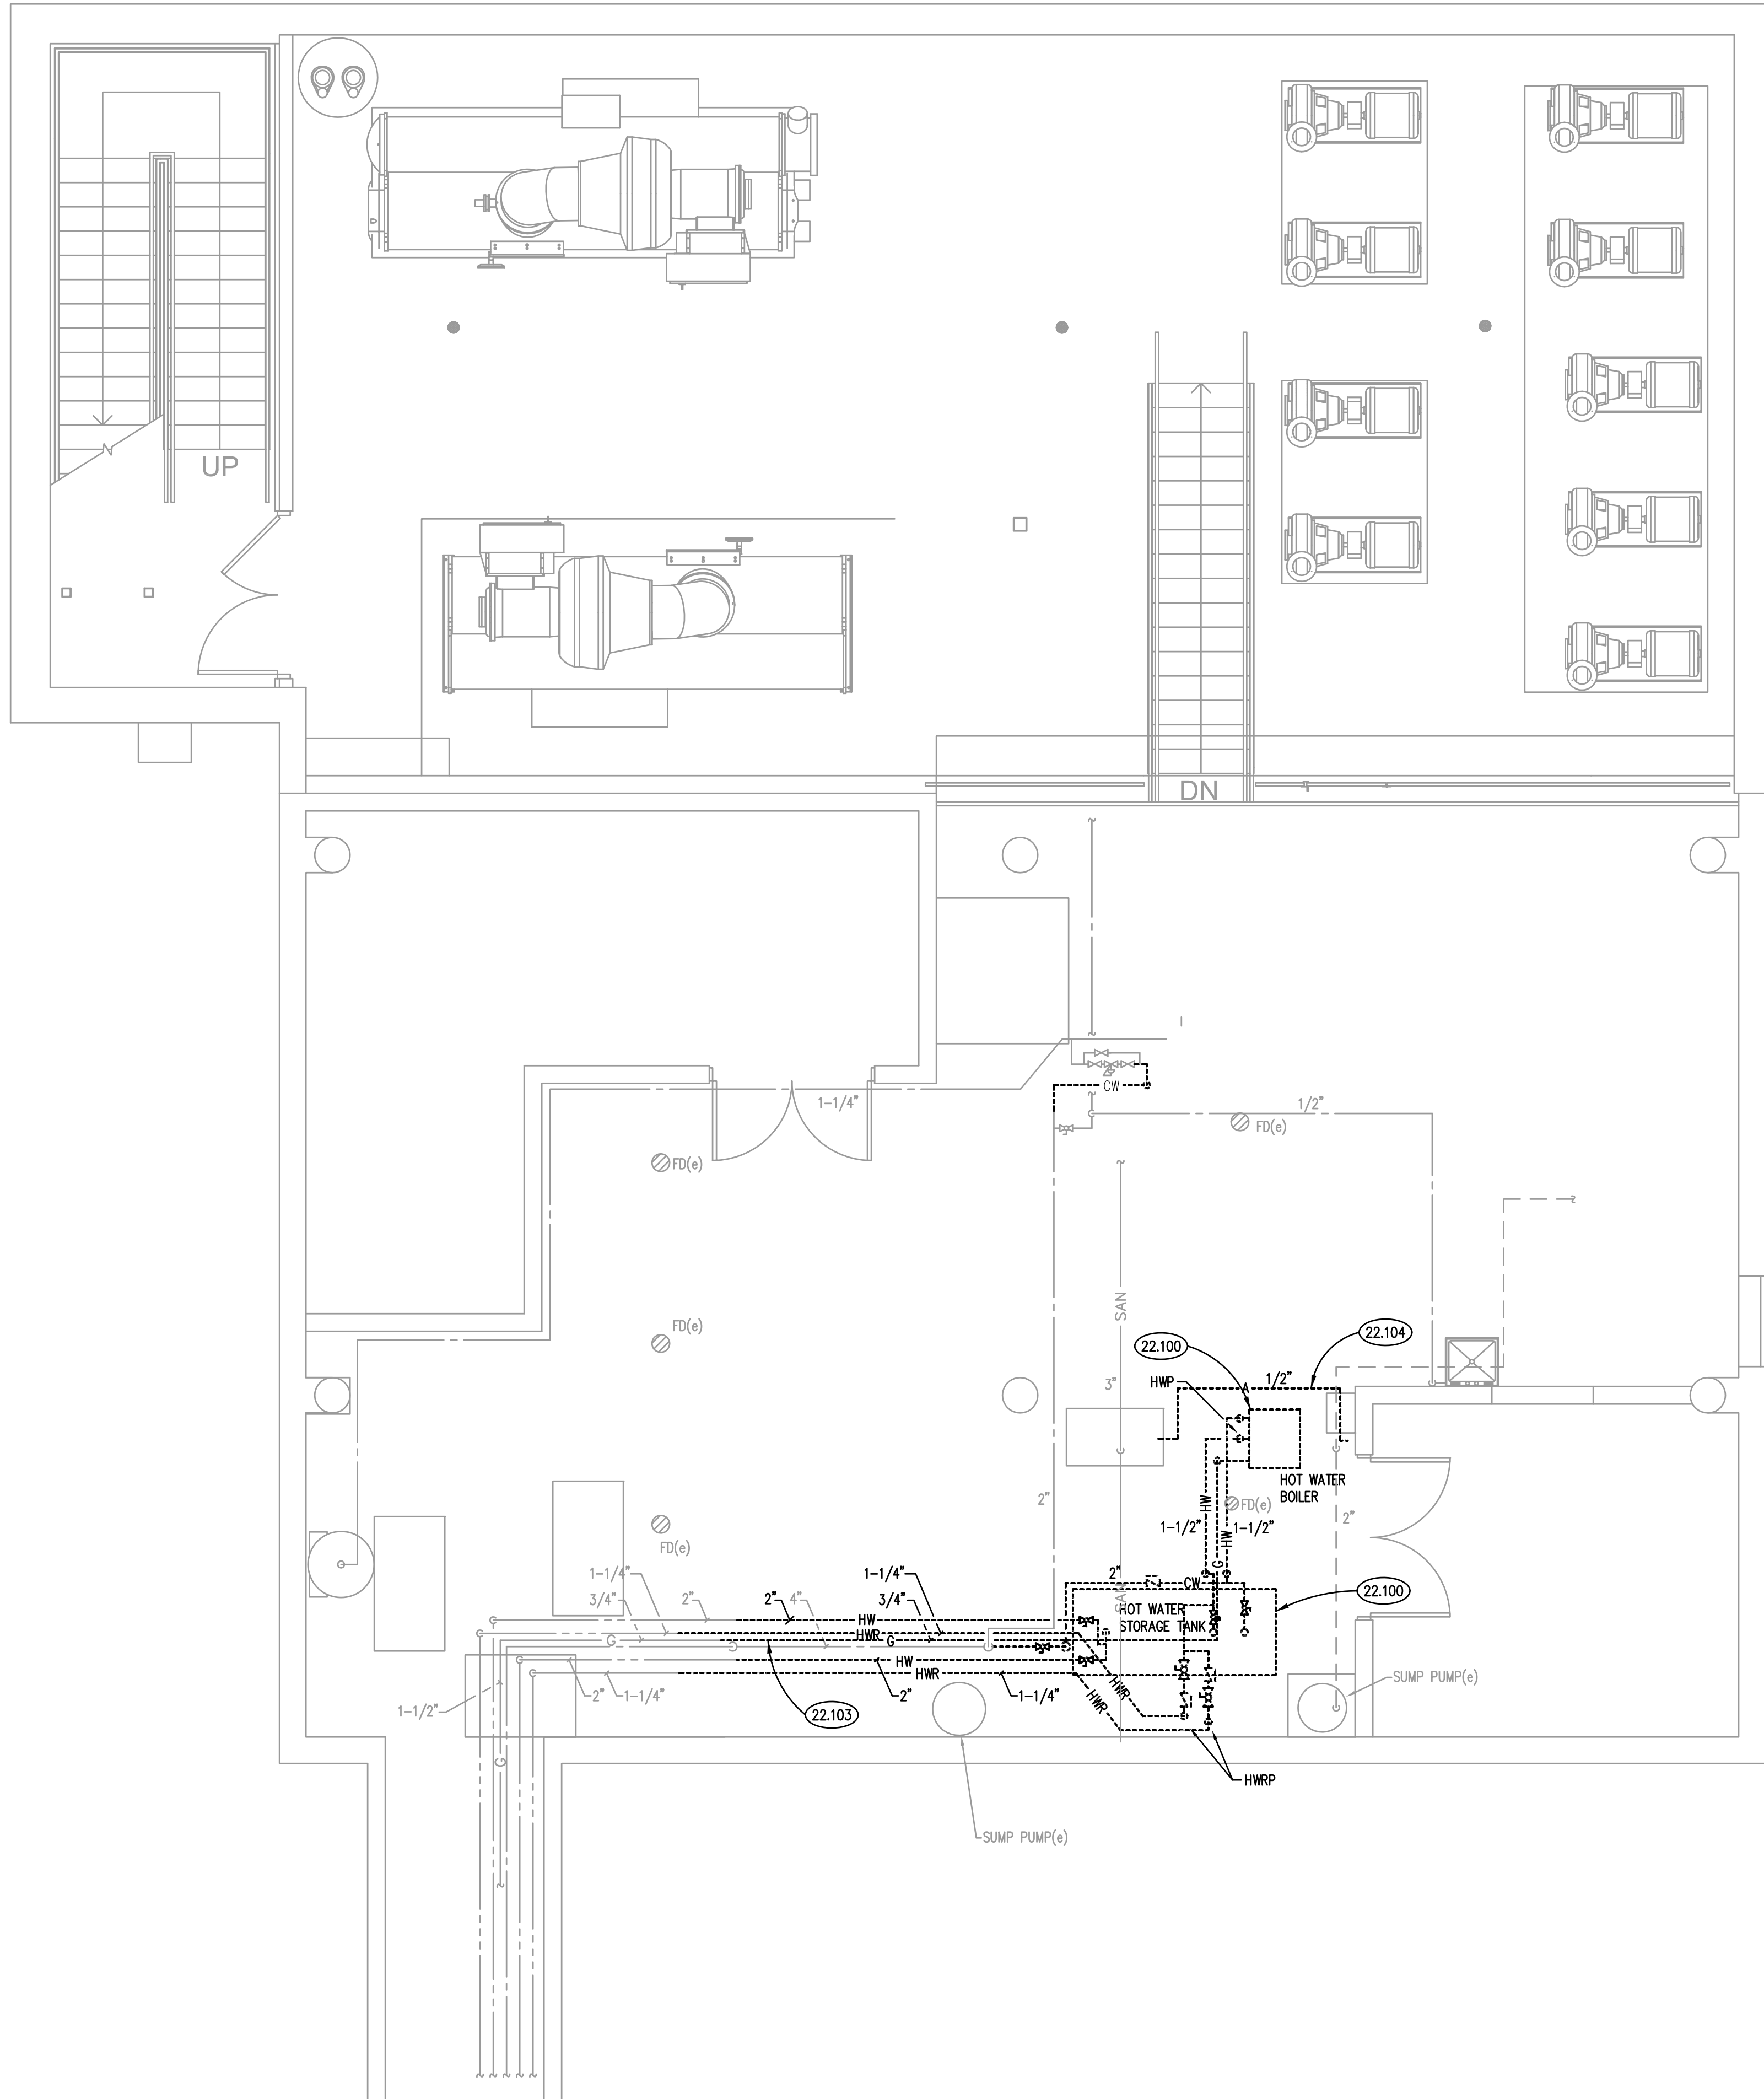 UP
DN
CW
1-1/4"
1/2"
FD(e)
FD(e)
SAN
FD(e)
22.100
22.104
HWP
A
1/2"
3"
HOT WATER
BOILER
2"
HW
FD(e)
1-1/2"
1-1/2"
HW
2"
FD(e)
G
1-1/4"
3/4"
2"
2"
4"
1-1/4"
3/4"
2"
CW
SAN
22.100
HOT WATER
STORAGE TANK
HW
HWR
G
G
HW
HWR
2"
1-1/4"
2"
1-1/4"
HWR
HWR
1-1/2"
22.103
SUMP PUMP(e)
G
HWRP
SUMP PUMP(e)